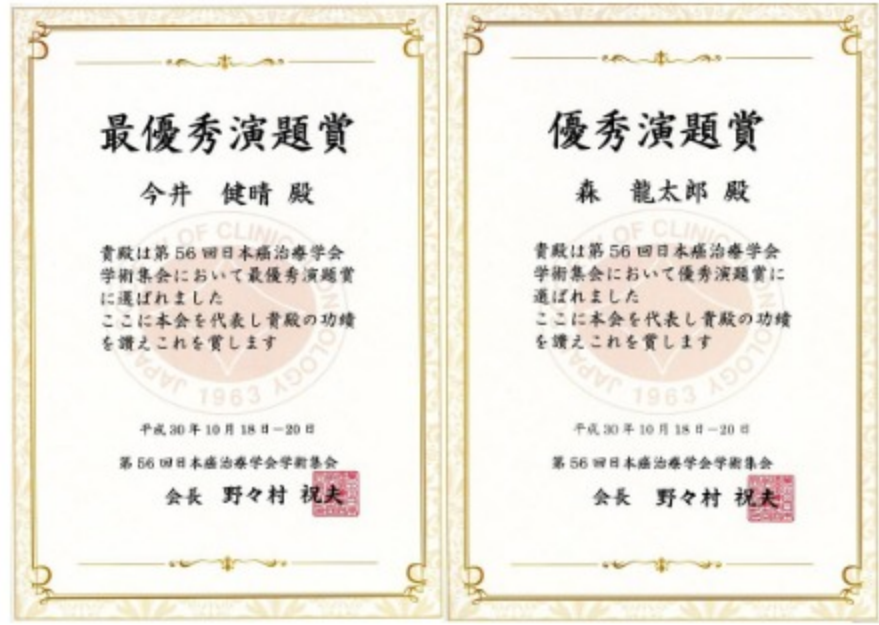 最優秀演題賞
今井 健晴 殿
貴殿は第56回日本癌治療学会
学術集会において最優秀演題賞
に選ばれました
ここに本会を代表し貴殿の功績
を讃えこれを賞します
平成30年10月18日-20日
第56回日本癌治療学会学術集会
会長 野々村 祝夫
JAPAN OF CLINICAL ONCOLOGY
1963
優秀演題賞
森 龍太郎 殿
貴殿は第56回日本癌治療学会
学術集会において優秀演題賞に
選ばれました
ここに本会を代表し貴殿の功績
を讃えこれを賞します
平成30年10月18日-20日
第56回日本癌治療学会学術集会
会長 野々村 祝夫
JAPAN OF CLINICAL ONCOLOGY
1963